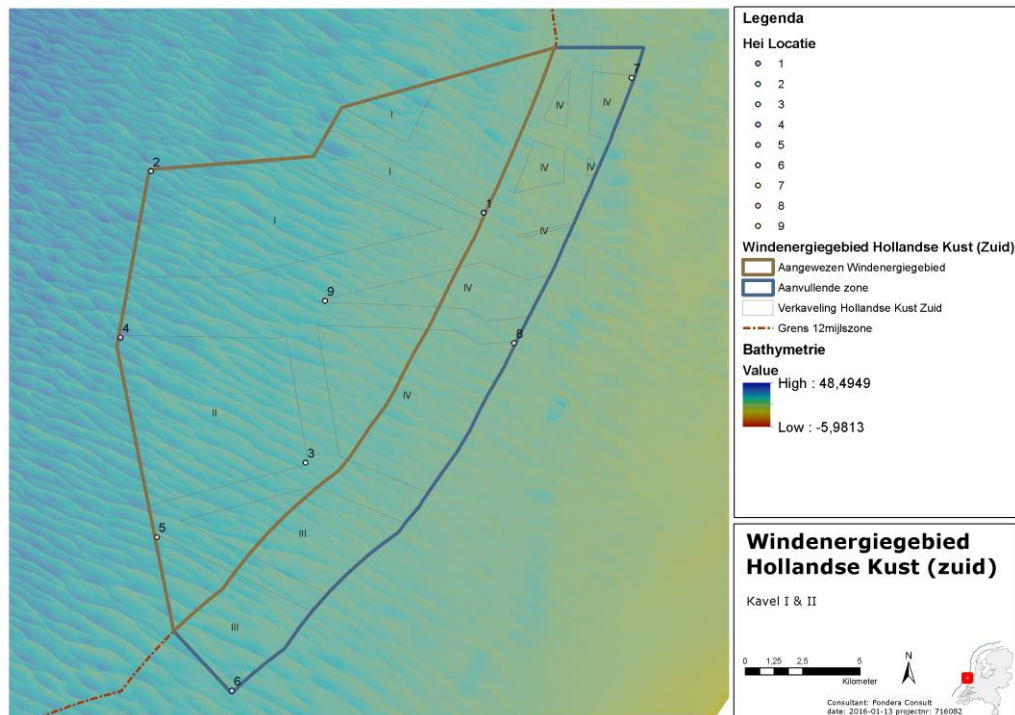 7
I
IV
IV
2
I
IV
IV
1
I
IV
9
IV
4
8
II
IV
3
5
III
III
6
Legenda
Hei Locatie
1
2
3
4
5
6
7
8
9
Windenergiegebied Hollandse Kust (Zuid)
Aangewezen Windenergiegebied
Aanvullende zone
Verkaveling Hollandse Kust Zuid
Grens 12mijlszone
Bathymetrie
Value
High : 48,4949
Low : -5,9813
Windenergiegebied
Hollandse Kust (zuid)
Kavel I & II
0 1,25 2,5 5
Kilometer
N
Consultant: Pondera Consult
date: 2016-01-13 projectnr: 716082